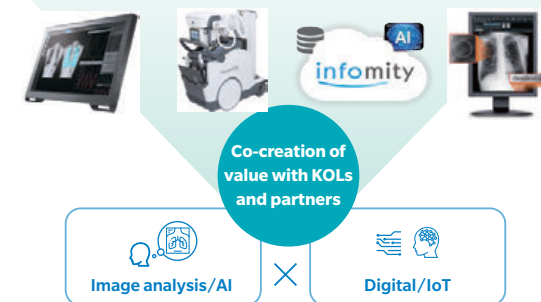 AI
infomity
Co-creation of
value with KOLs
and partners
Image analysis/AI
×
Digital/IoT